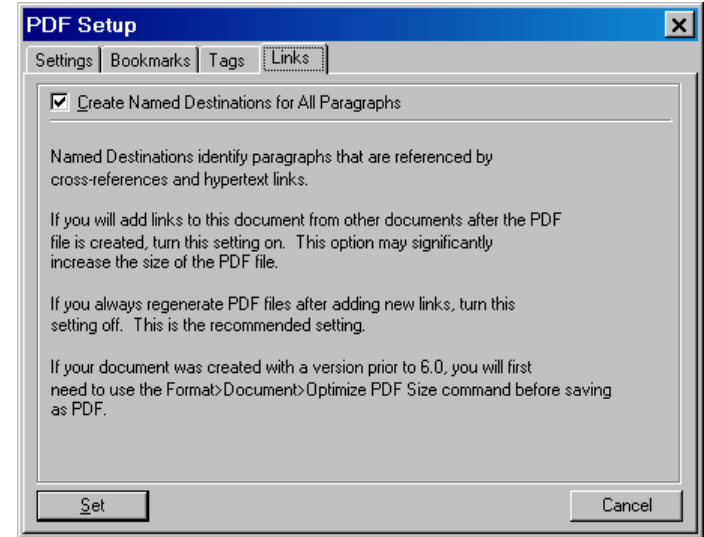 PDF Setup
Settings Bookmarks Tags Links
Create Named Destinations for All Paragraphs
Named Destinations identify paragraphs that are referenced by
cross-references and hypertext links.
If you will add links to this document from other documents after the PDF
file is created, turn this setting on.  This option may significantly
increase the size of the PDF file.
If you always regenerate PDF files after adding new links, turn this
setting off.  This is the recommended setting.
If your document was created with a version prior to 6.0, you will first
need to use the Format>Document>Optimize PDF Size command before saving
as PDF.
Set Cancel